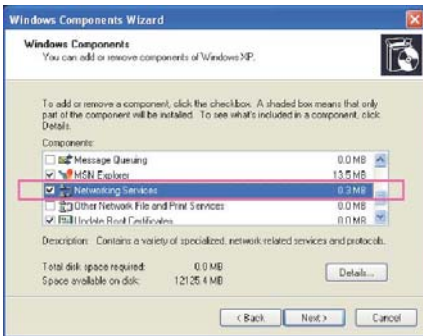 Windows Components Wizard
Windows Components
You can add or remove components of Windows XP.
To add or remove a component, click the checkbox. A shaded box means that only
part of the component will be installed. To see what's included in a component, click
Details.
Components:
Message Queuing 0.0 MB
MSN Explorer 13.5 MB
Networking Services 0.3 MB
Other Network File and Print Services 0.0 MB
Update Root Certificates 0.0 MB
Description: Contains a variety of specialized, network-related services and protocols.
Total disk space required: 0.0 MB
Space available on disk: 12125.4 MB
Details...
< Back Next > Cancel